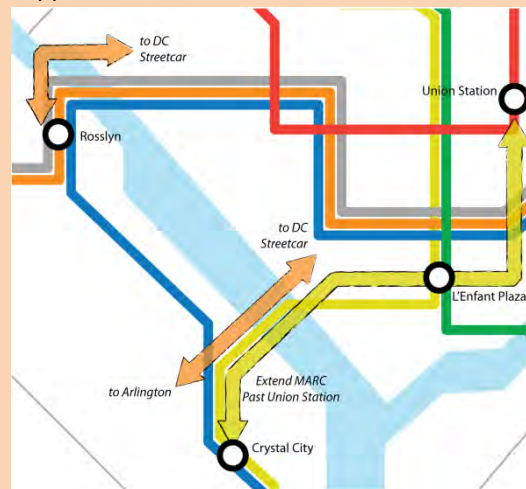 to DC
Streetcar
Union Station
Rosslyn
to DC
Streetcar
L'Enfant Plaza
to Arlington
Extend MARC
Past Union Station
Crystal City